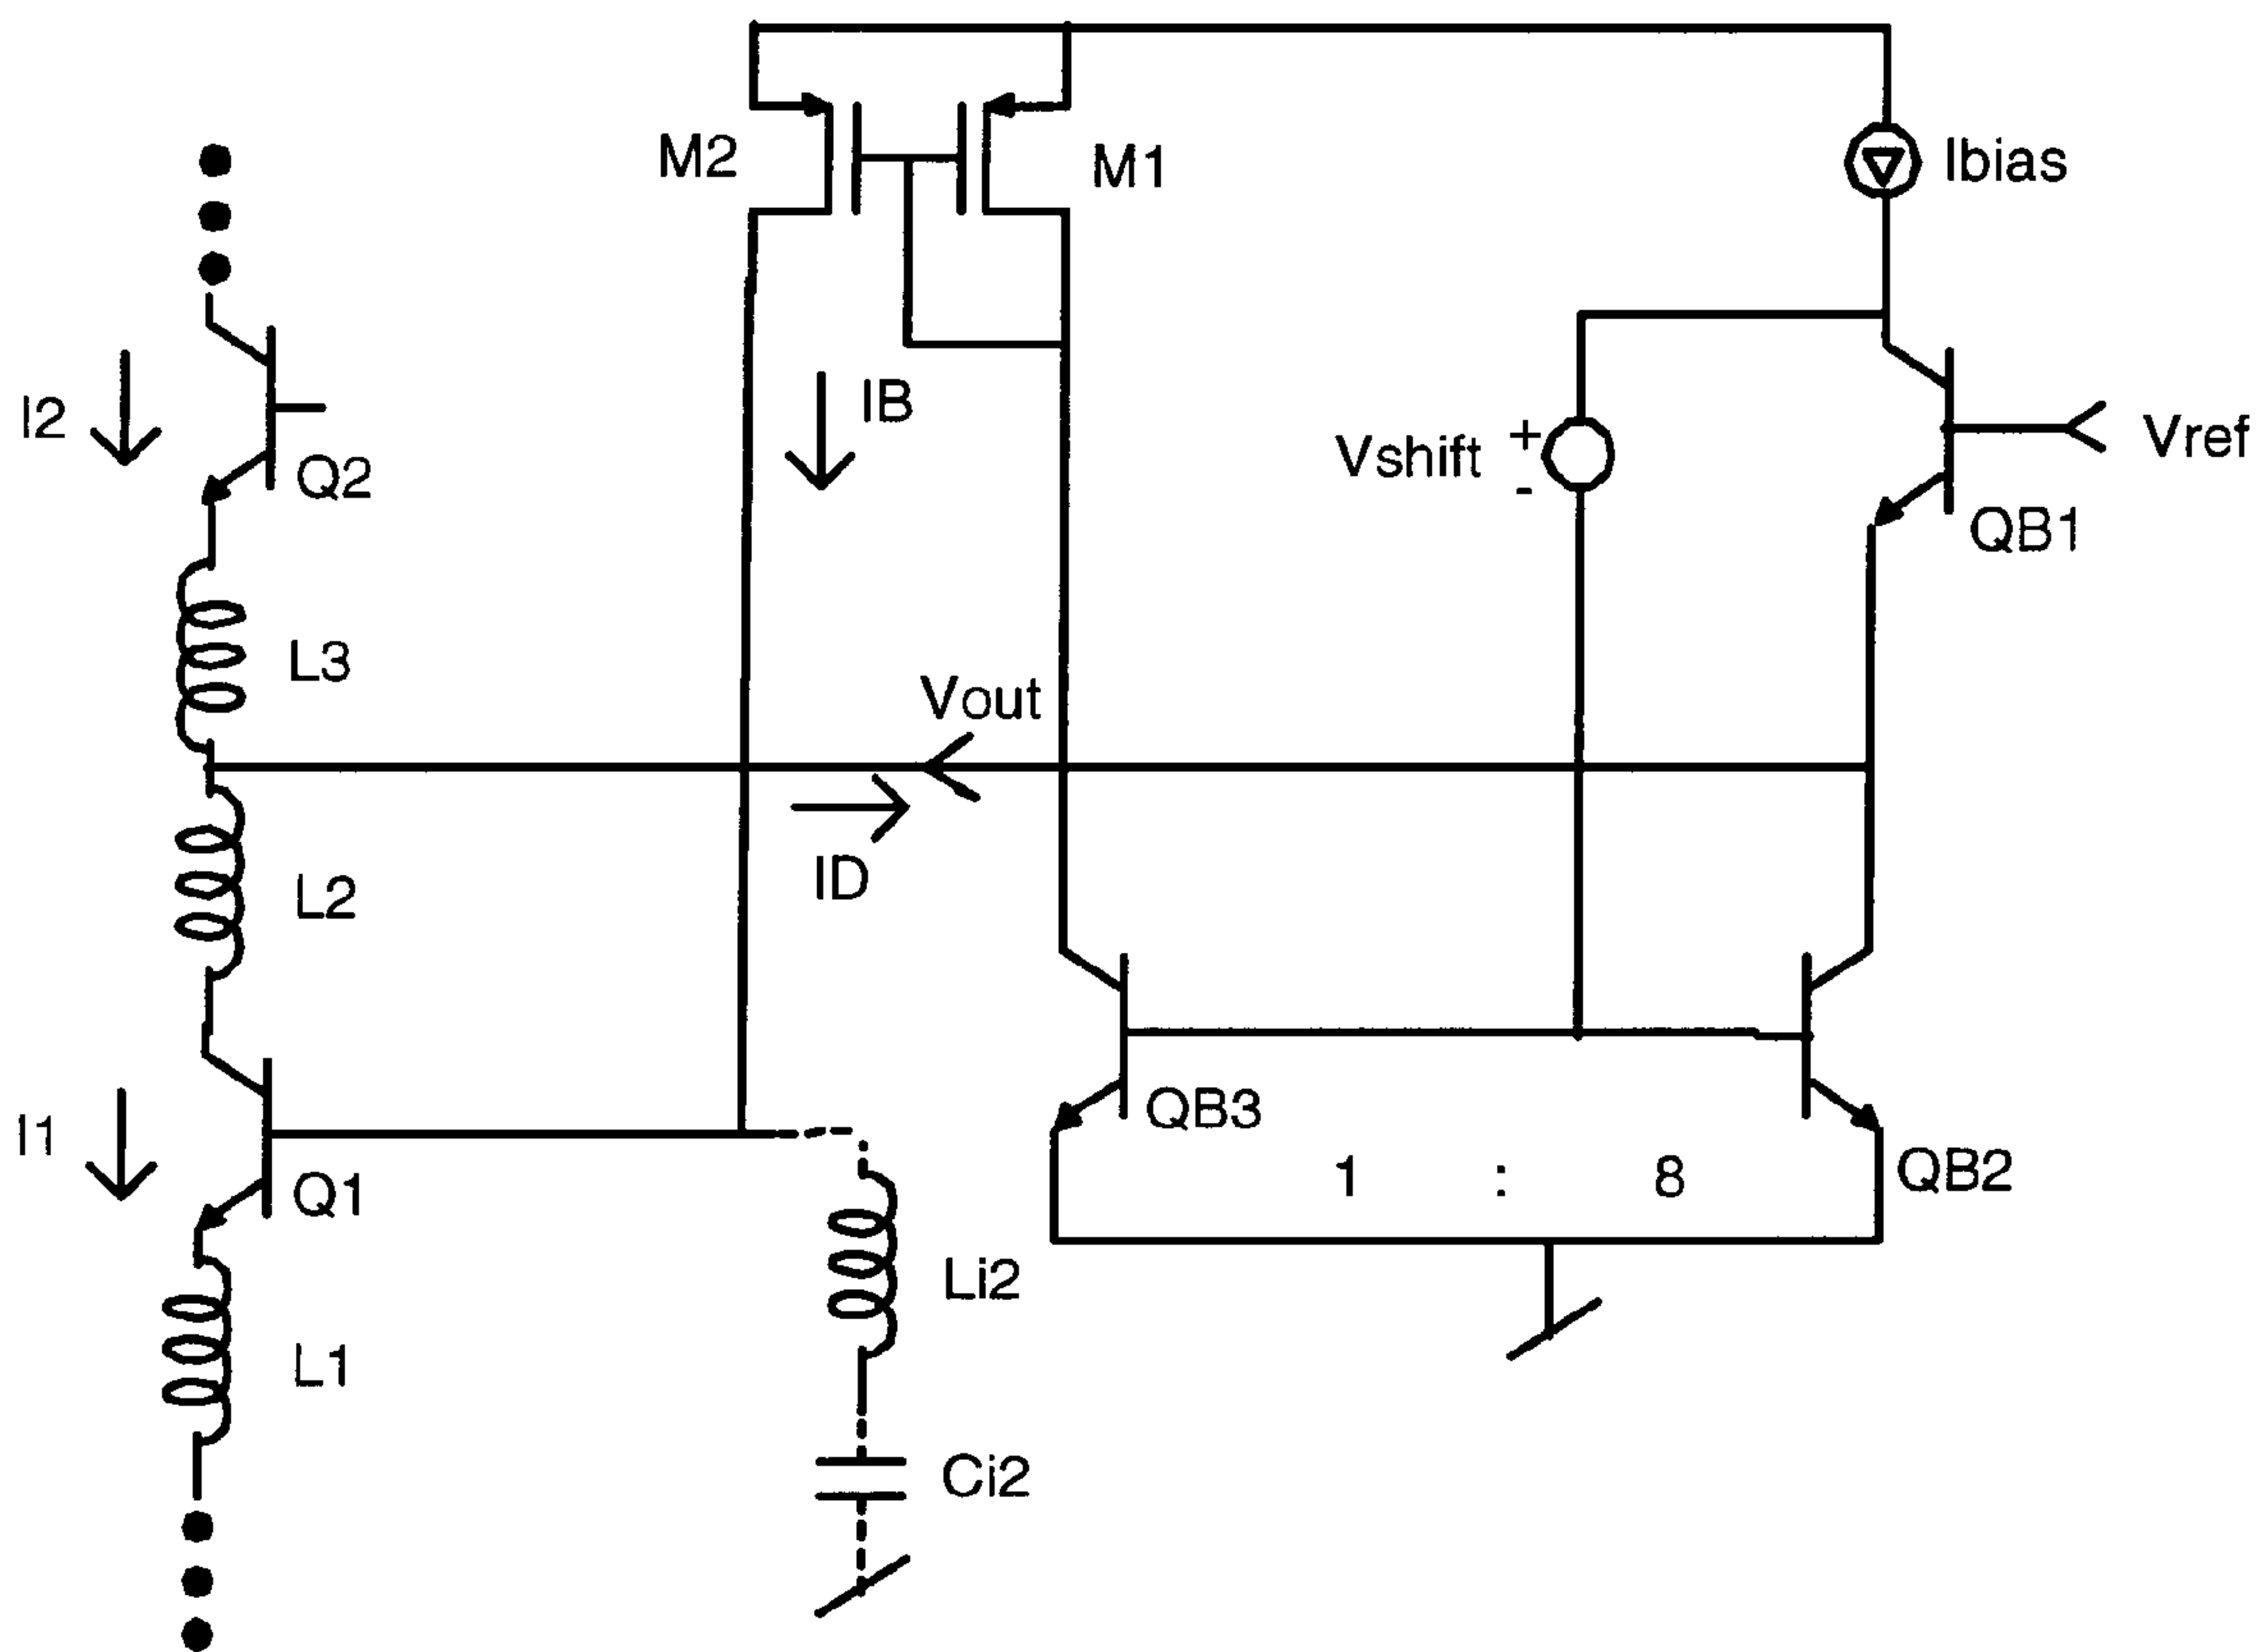 M2
M1
Ibias
I2
IB
Vshift
+
-
Vref
Q2
QB1
L3
Vout
ID
L2
I1
Q1
QB3
1 : 8
QB2
Li2
L1
Ci2